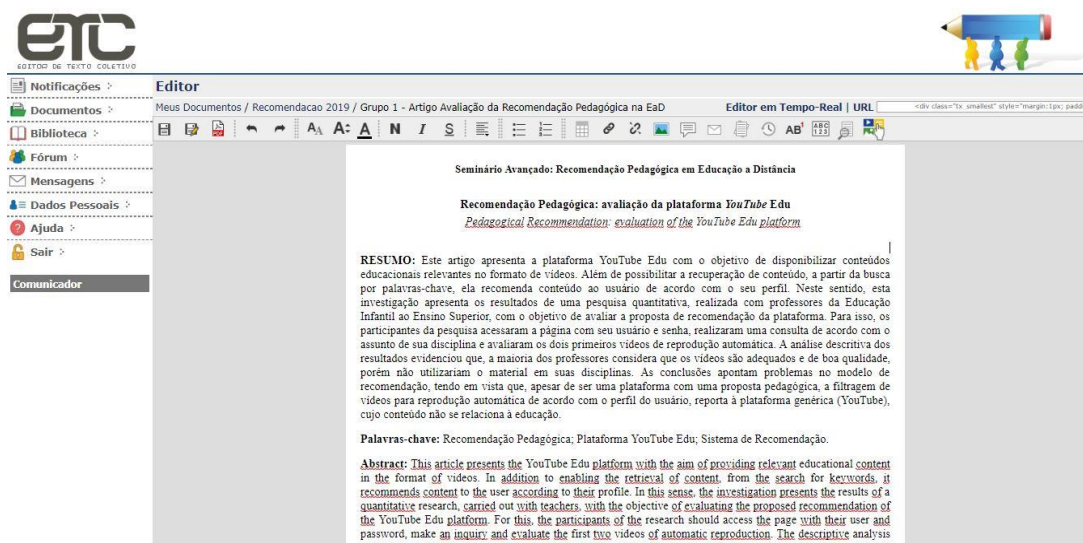 etc
EDITOR DE TEXTO COLETIVO
Notificações
Documentos
Biblioteca
Fórum
Mensagens
Dados Pessoais
Ajuda
Sair
Comunicador
Editor
Meus Documentos / Recomendacao 2019 / Grupo 1 - Artigo Avaliação da Recomendação Pedagógica na EaD
Editor em Tempo-Real | URL
<div class="tx_smallest" style="margin:1px; paddi
AA A A N I S AB¹ ABC 123
Seminário Avançado: Recomendação Pedagógica em Educação a Distância
Recomendação Pedagógica: avaliação da plataforma YouTube Edu
Pedagogical Recommendation: evaluation of the YouTube Edu platform
RESUMO: Este artigo apresenta a plataforma YouTube Edu com o objetivo de disponibilizar conteúdos
educacionais relevantes no formato de vídeos. Além de possibilitar a recuperação de conteúdo, a partir da busca
por palavras-chave, ela recomenda conteúdo ao usuário de acordo com o seu perfil. Neste sentido, esta
investigação apresenta os resultados de uma pesquisa quantitativa, realizada com professores da Educação
Infantil ao Ensino Superior, com o objetivo de avaliar a proposta de recomendação da plataforma. Para isso, os
participantes da pesquisa acessaram a página com seu usuário e senha, realizaram uma consulta de acordo com o
assunto de sua disciplina e avaliaram os dois primeiros vídeos de reprodução automática. A análise descritiva dos
resultados evidenciou que, a maioria dos professores considera que os vídeos são adequados e de boa qualidade,
porém não utilizariam o material em suas disciplinas. As conclusões apontam problemas no modelo de
recomendação, tendo em vista que, apesar de ser uma plataforma com uma proposta pedagógica, a filtragem de
vídeos para reprodução automática de acordo com o perfil do usuário, reporta à plataforma genérica (YouTube),
cujo conteúdo não se relaciona à educação.
Palavras-chave: Recomendação Pedagógica; Plataforma YouTube Edu; Sistema de Recomendação.
Abstract: This article presents the YouTube Edu platform with the aim of providing relevant educational content
in the format of videos. In addition to enabling the retrieval of content, from the search for keywords, it
recommends content to the user according to their profile. In this sense, the investigation presents the results of a
quantitative research, carried out with teachers, with the objective of evaluating the proposed recommendation of
the YouTube Edu platform. For this, the participants of the research should access the page with their user and
password, make an inquiry and evaluate the first two videos of automatic reproduction. The descriptive analysis